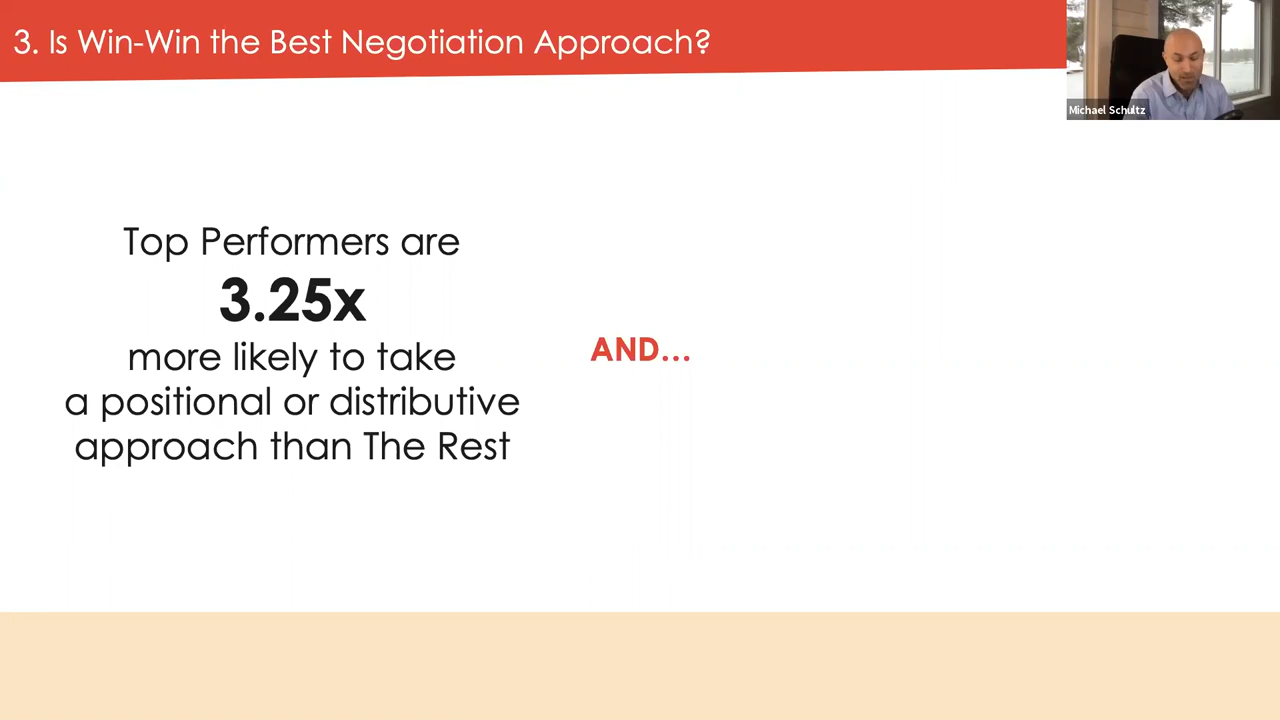 3. Is Win-Win the Best Negotiation Approach?
Michael Schultz
Top Performers are
3.25x
more likely to take
a positional or distributive
approach than The Rest
AND...